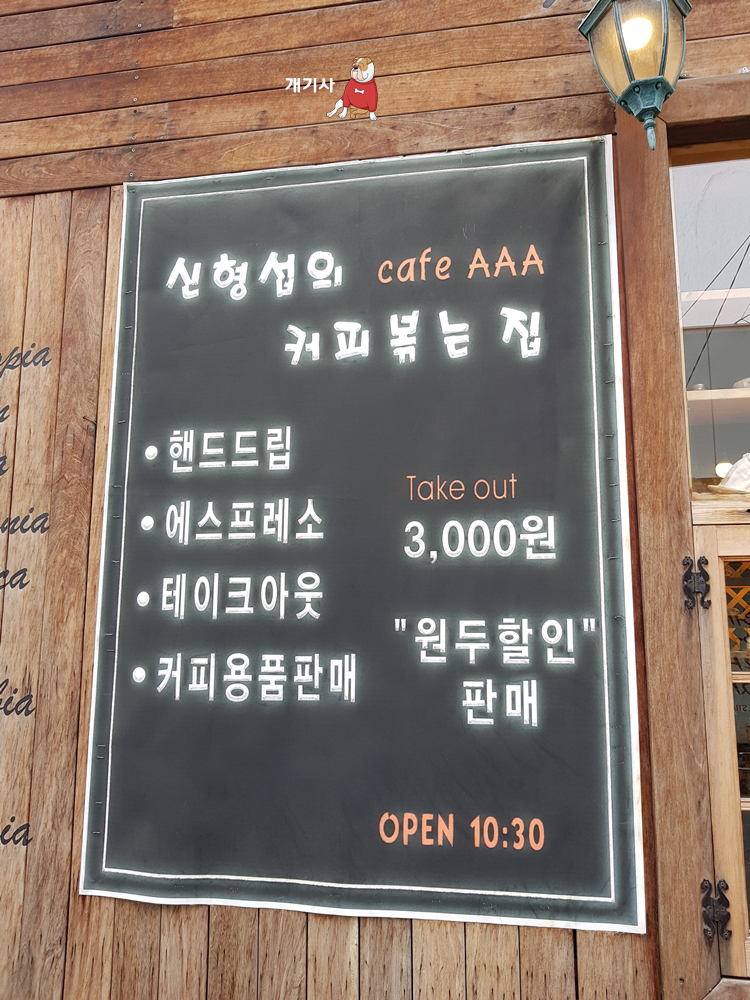 개기사
신형섭의 cafe AAA
커피볶는 집
• 핸드드립
• 에스프레소
• 테이크아웃
• 커피용품판매
Take out
3,000원
"원두할인"
판매
OPEN 10:30